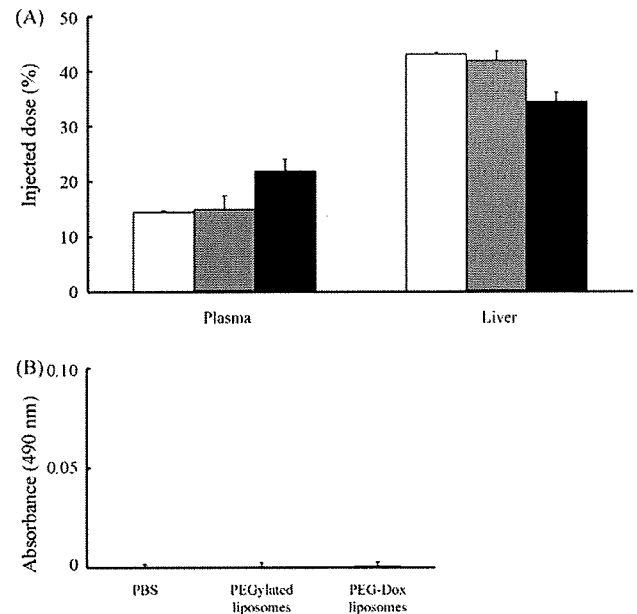 (A)
50
40
30
20
10
0
Injected dose (%)
Plasma Liver
(B)
0.10
0.05
0
Absorbance (490 nm)
PBS PEGylated liposomes PEG-Dox liposomes